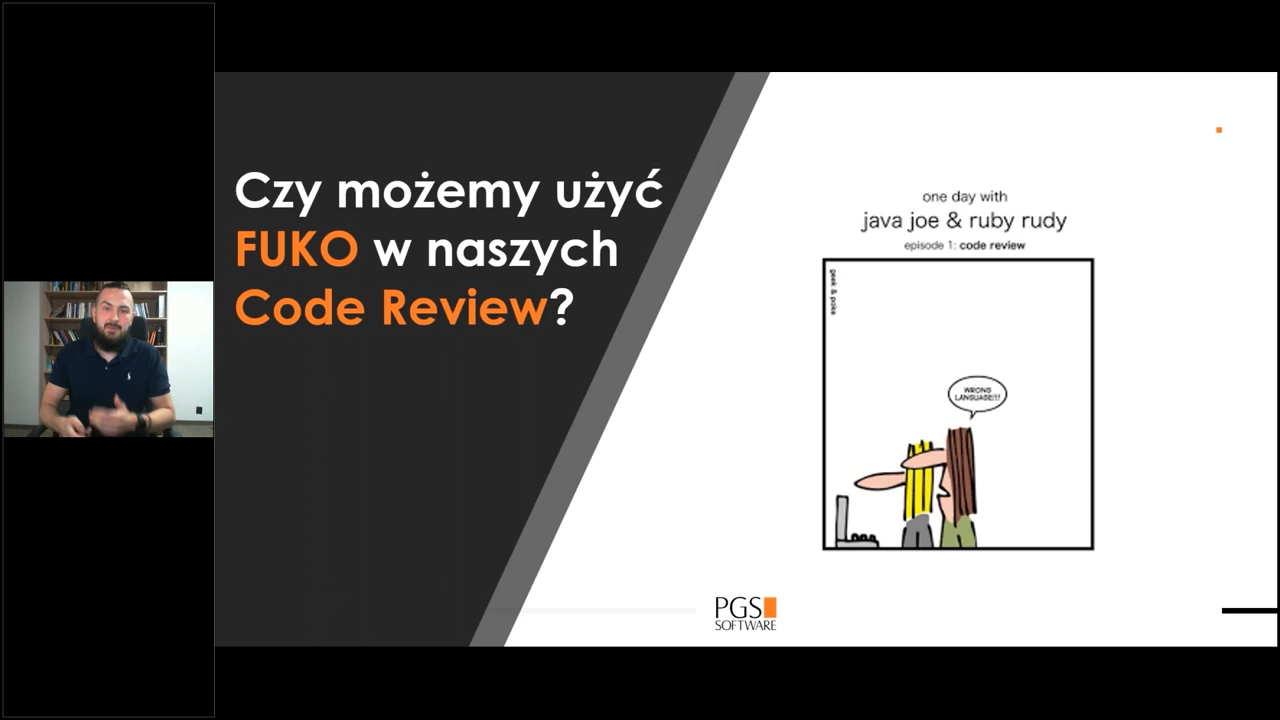 Czy możemy użyć
FUKO w naszych
Code Review?
one day with
java joe & ruby rudy
episode 1: code review
geek & poke
WRONG
LANGUAGE!!!
PGS
SOFTWARE